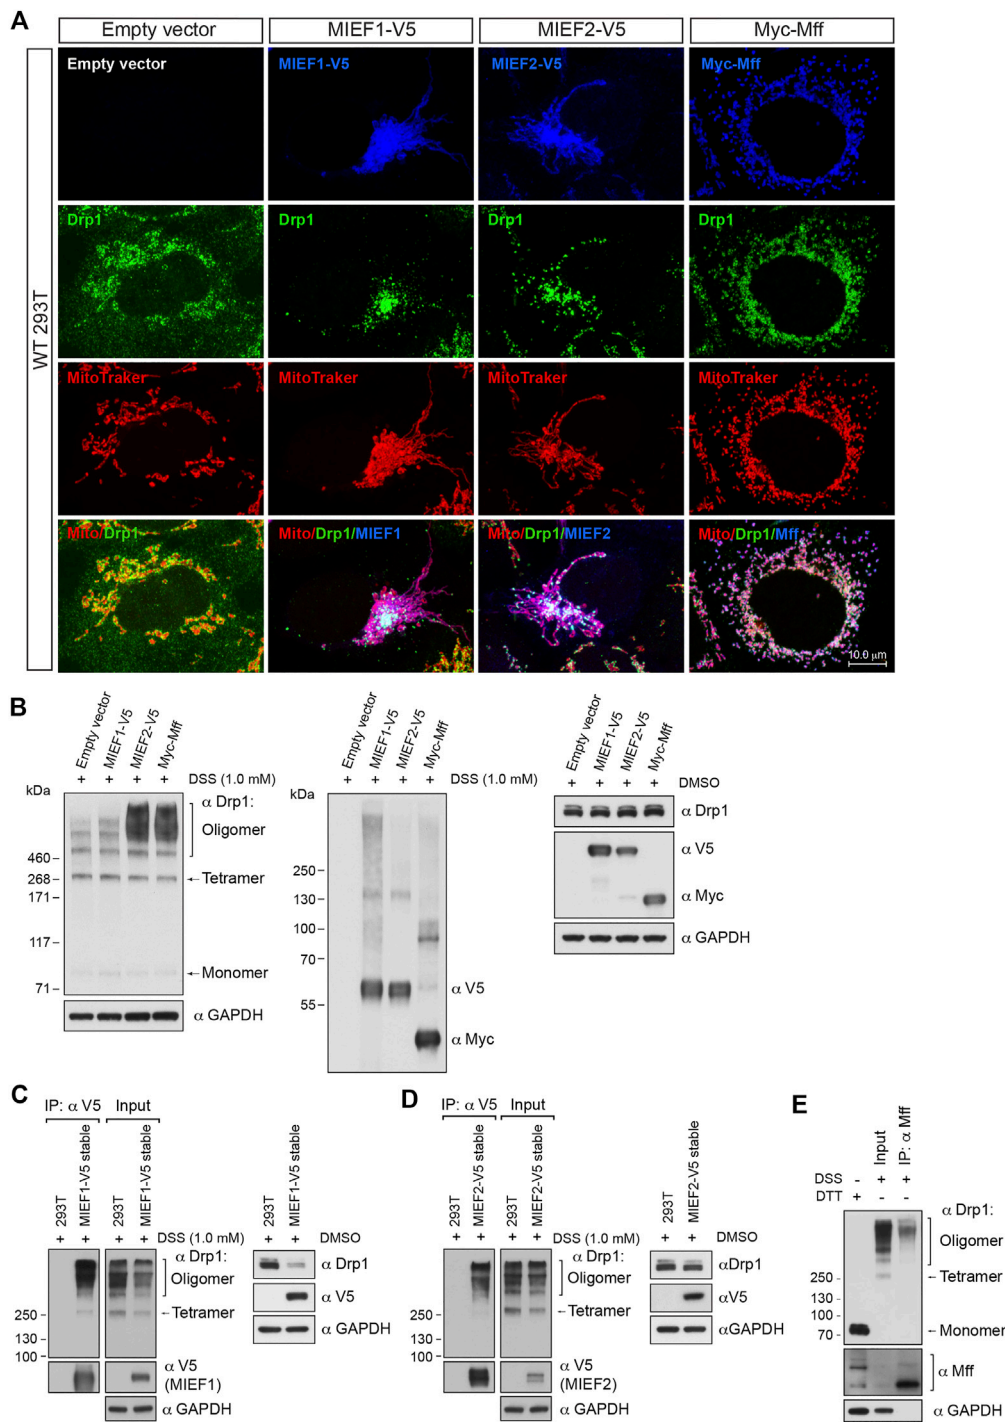 A
Empty vector
MIEF1-V5
MIEF2-V5
Myc-Mff
WT 293T
Empty vector
MIEF1-V5
MIEF2-V5
Myc-Mff
Drp1
Drp1
Drp1
Drp1
MitoTraker
MitoTraker
MitoTraker
MitoTraker
Mito/Drp1
Mito/Drp1/MIEF1
Mito/Drp1/MIEF2
Mito/Drp1/Mff
10.0 µm
B
Empty vector
MIEF1-V5
MIEF2-V5
Myc-Mff
+ + + + DSS (1.0 mM)
kDa
α Drp1:
Oligomer
460
268
Tetramer
171
117
Monomer
71
α GAPDH
Empty vector
MIEF1-V5
MIEF2-V5
Myc-Mff
+ + + + DSS (1.0 mM)
kDa
250
130
100
70
55
α V5
α Myc
Empty vector
MIEF1-V5
MIEF2-V5
Myc-Mff
+ + + + DMSO
α Drp1
α V5
α Myc
α GAPDH
C
IP: α V5
Input
293T
MIEF1-V5 stable
293T
MIEF1-V5 stable
+ + + + DSS (1.0 mM)
α Drp1:
Oligomer
Tetramer
250
130
100
α V5
(MIEF1)
α GAPDH
293T
MIEF1-V5 stable
+ + DMSO
α Drp1
α V5
α GAPDH
D
IP: α V5
Input
293T
MIEF2-V5 stable
293T
MIEF2-V5 stable
+ + + + DSS (1.0 mM)
α Drp1:
Oligomer
Tetramer
250
130
100
α V5
(MIEF2)
α GAPDH
293T
MIEF2-V5 stable
+ + DMSO
αDrp1
αV5
αGAPDH
E
Input
IP: α Mff
DSS - + +
DTT + - -
α Drp1:
Oligomer
Tetramer
250
130
100
70
Monomer
α Mff
α GAPDH